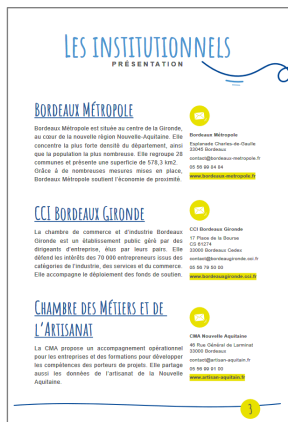 Les institutionnels
PRÉSENTATION
Bordeaux Métropole
Bordeaux Métropole est située au centre de la Gironde,
au cœur de la nouvelle région Nouvelle-Aquitaine. Elle
concentre la plus forte densité du département, ainsi
que la population la plus nombreuse. Elle regroupe 28
communes et présente une superficie de 578,3 km2.
Grâce à de nombreuses mesures mises en place,
Bordeaux Métropole soutient l'économie de proximité.
Bordeaux Métropole
Esplanade Charles-de-Gaulle
33045 Bordeaux
contact@bordeaux-metropole.fr
05 56 99 84 84
www.bordeaux-metropole.fr
CCI Bordeaux Gironde
La chambre de commerce et d'industrie Bordeaux
Gironde est un établissement public géré par des
dirigeants d'entreprise, élus par leurs pairs. Elle
défend les intérêts des 70 000 entrepreneurs issus des
catégories de l'industrie, des services et du commerce.
Elle accompagne le déploiement des fonds de soutien.
CCI Bordeaux Gironde
17 Place de la Bourse
CS 61274
33000 Bordeaux Cedex
contact@bordeauxgironde.cci.fr
05 56 79 50 00
www.bordeauxgironde.cci.fr
Chambre des Métiers et de
l'Artisanat
La CMA propose un accompagnement opérationnel
pour les entreprises et des formations pour développer
les compétences des porteurs de projets. Elle partage
aussi les données de l'artisanat de la Nouvelle
Aquitaine.
CMA Nouvelle Aquitaine
46 Rue Général de Larminat
33000 Bordeaux
contact@artisan-aquitain.fr
05 56 99 91 00
www.artisan-aquitain.fr